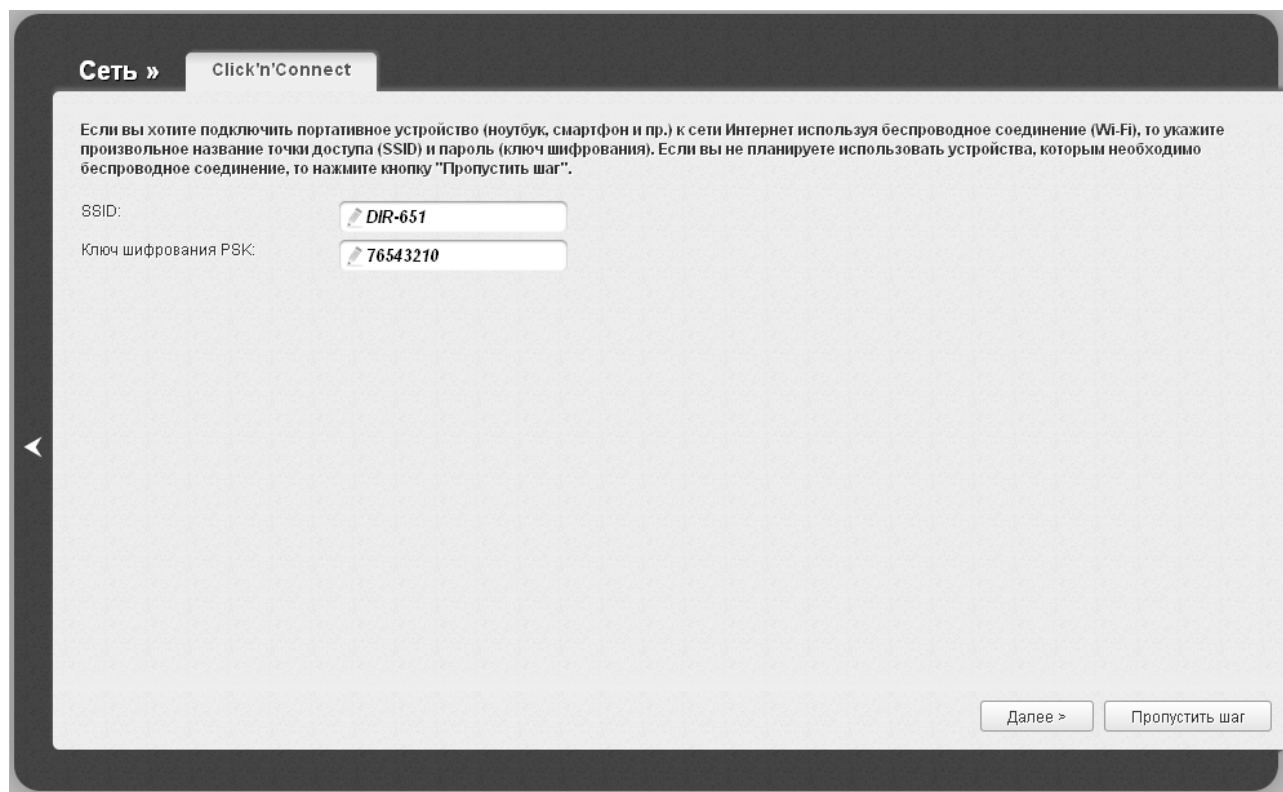 Сеть »
Click'n'Connect
Если вы хотите подключить портативное устройство (ноутбук, смартфон и пр.) к сети Интернет используя беспроводное соединение (Wi-Fi), то укажите
произвольное название точки доступа (SSID) и пароль (ключ шифрования). Если вы не планируете использовать устройства, которым необходимо
беспроводное соединение, то нажмите кнопку "Пропустить шаг".
SSID:
DIR-651
Ключ шифрования PSK:
76543210
Далее >
Пропустить шаг